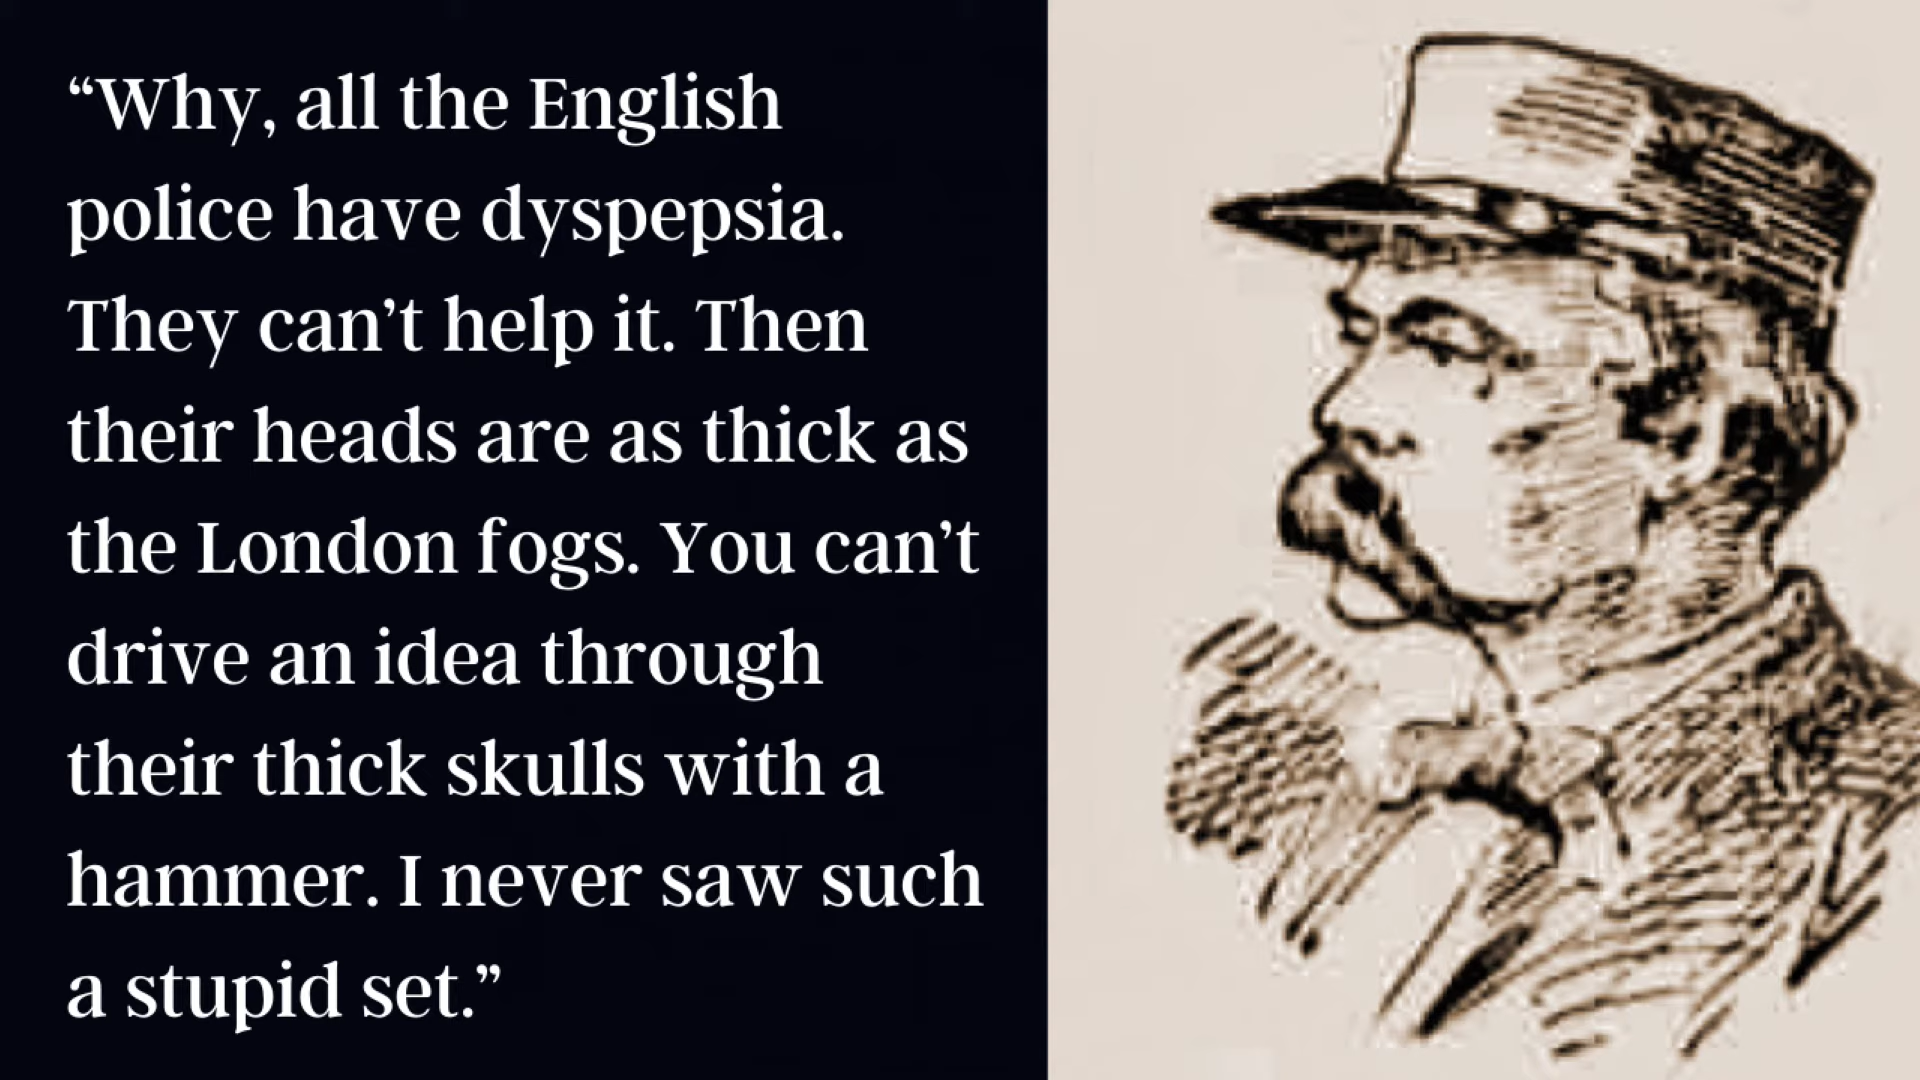 “Why, all the English
police have dyspepsia.
They can’t help it. Then
their heads are as thick as
the London fogs. You can’t
drive an idea through
their thick skulls with a
hammer. I never saw such
a stupid set.”